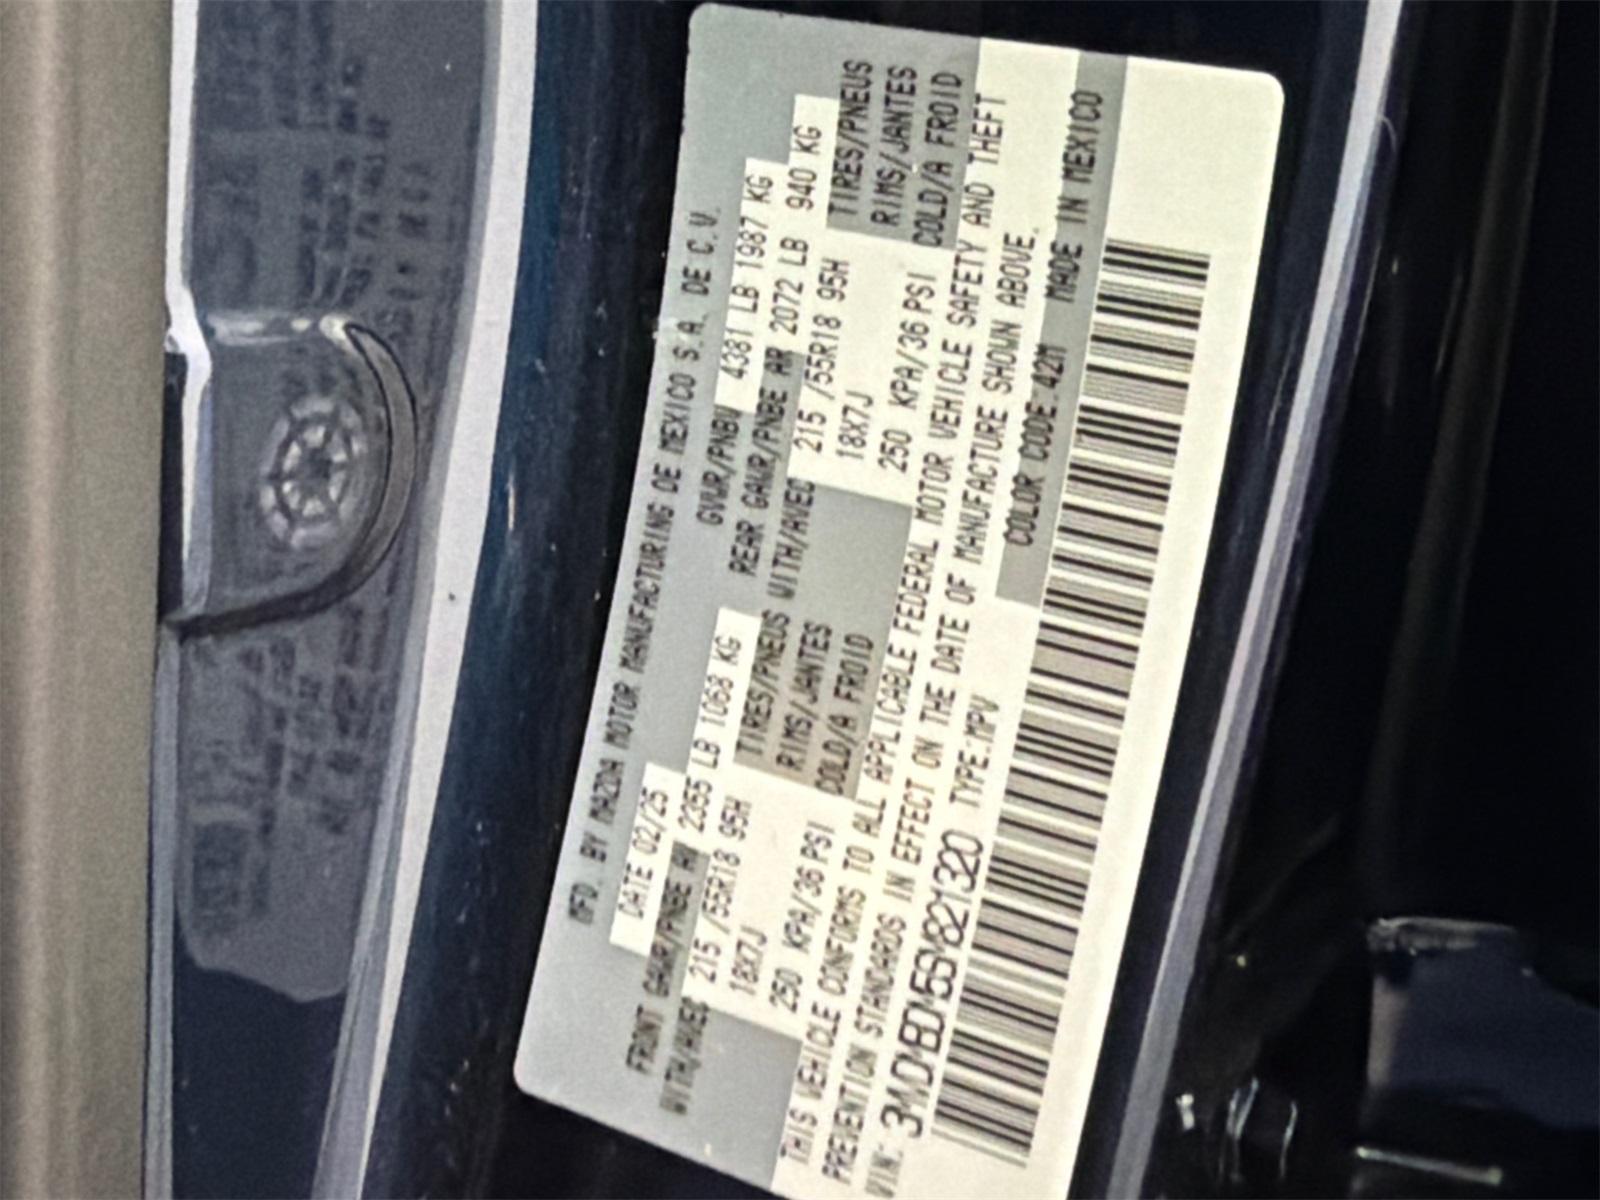 MFD. BY MAZDA MOTOR MANUFACTURING DE MEXICO S.A. DE C.V.
DATE 02/25 GVWR/PNBV 4381 LB 1987 KG
FRONT GAWR/PNBE AV 2355 LB 1068 KG REAR GAWR/PNBE AR 2072 LB 940 KG
WITH/AVEC 215 /55R18 95H TIRES/PNEUS WITH/AVEC 215 /55R18 95H TIRES/PNEUS
18X7J RIMS/JANTES 18X7J RIMS/JANTES
250 KPA/36 PSI COLD/A FROID 250 KPA/36 PSI COLD/A FROID
THIS VEHICLE CONFORMS TO ALL APPLICABLE FEDERAL MOTOR VEHICLE SAFETY AND THEFT
PREVENTION STANDARDS IN EFFECT ON THE DATE OF MANUFACTURE SHOWN ABOVE.
VIN: TYPE:MPV COLOR CODE:42M MADE IN MEXICO